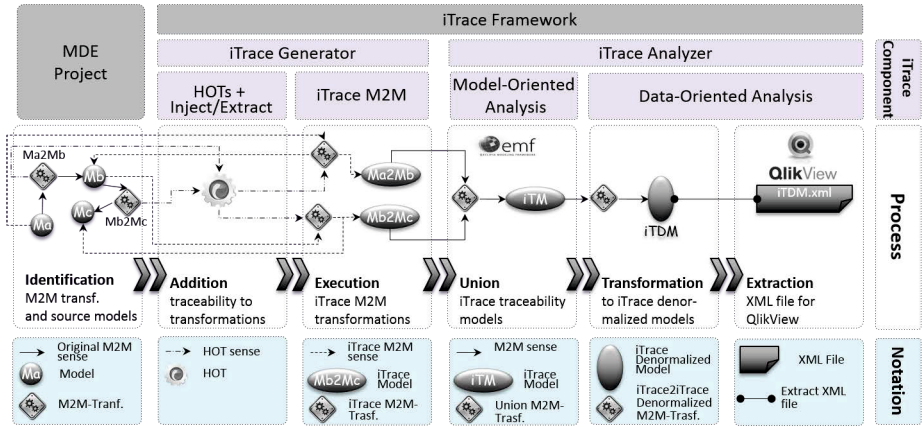 iTrace Framework
MDE
Project
iTrace Generator
iTrace Analyzer
iTrace
Component
HOTs +
Inject/Extract
iTrace M2M
Model-Oriented
Analysis
Data-Oriented Analysis
Ma2Mb
Mb
Mc
Mb2Mc
Ma
HOT
Ma2Mb
Mb2Mc
emf
iTM
iTDM
QlikView
iTDM.xml
Process
Identification
M2M transf.
and source models
Addition
traceability to
transformations
Execution
iTrace M2M
transformations
Union
iTrace traceability
models
Transformation
to iTrace denor-
malized models
Extraction
XML file for
QlikView
Original M2M
sense
Ma
Model
M2M-Tranf.
HOT sense
HOT
HOT
iTrace M2M
sense
Mb2Mc
iTrace
Model
iTrace M2M-
Trasf.
M2M sense
iTM
iTrace
Model
Union M2M-
Trasf.
iTrace
Denormalized
Model
iTrace2iTrace
Denormalized
M2M-Trasf.
XML File
Extract XML
file
Notation